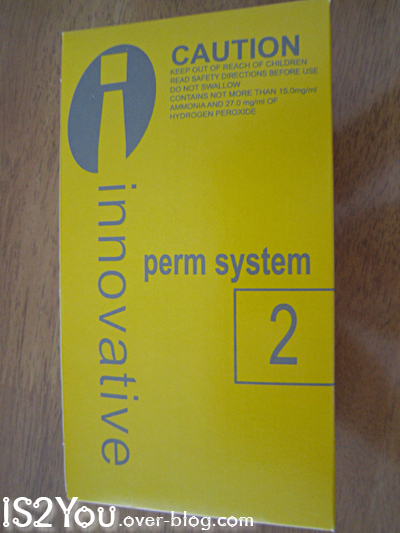 CAUTION
KEEP OUT OF REACH OF CHILDREN
READ SAFETY DIRECTIONS BEFORE USE
DO NOT SWALLOW
CONTAINS NOT MORE THAN 15.0mg/ml
AMMONIA AND 27.0 mg/ml OF
HYDROGEN PEROXIDE
i
innovative
perm system
2
IS2You.over-blog.com